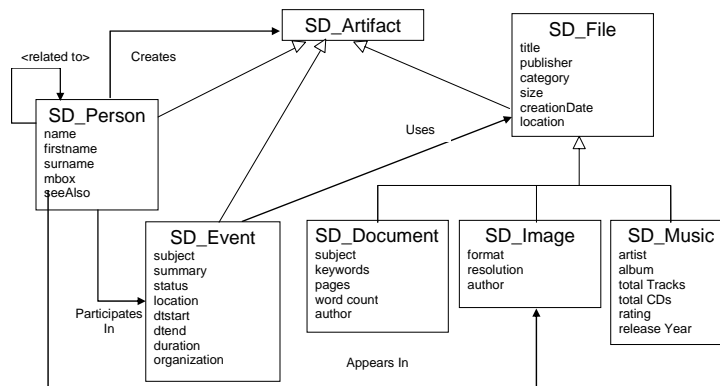 SD_Artifact
SD_File
title
publisher
category
size
creationDate
location
<related to>
Creates
SD_Person
name
firstname
surname
mbox
seeAlso
Uses
SD_Event
subject
summary
status
location
dtstart
dtend
duration
organization
SD_Document
subject
keywords
pages
word count
author
SD_Image
format
resolution
author
SD_Music
artist
album
total Tracks
total CDs
rating
release Year
Participates
In
Appears In